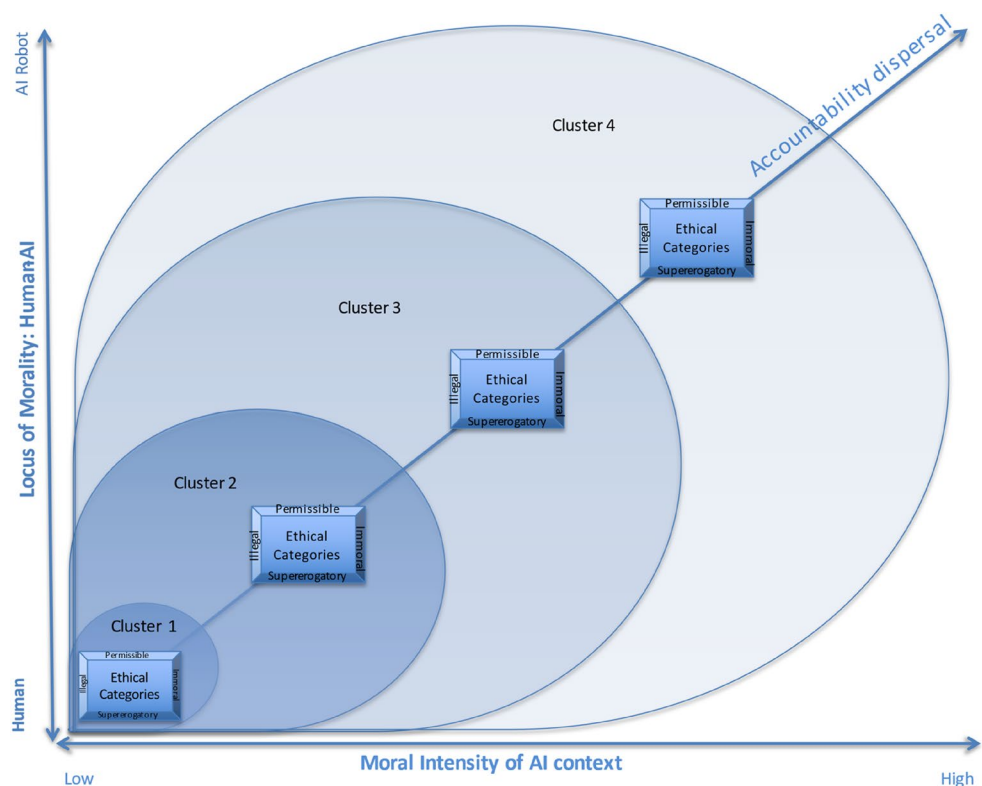 AI Robot
Accountability dispersal
Cluster 4
Permissible
Illegal
Ethical
Categories
Immoral
Supererogatory
Locus of Morality: Human-AI
Cluster 3
Permissible
Illegal
Ethical
Categories
Immoral
Supererogatory
Cluster 2
Permissible
Illegal
Ethical
Categories
Immoral
Supererogatory
Cluster 1
Permissible
Illegal
Ethical
Categories
Immoral
Supererogatory
Human
Moral Intensity of AI context
Low
High